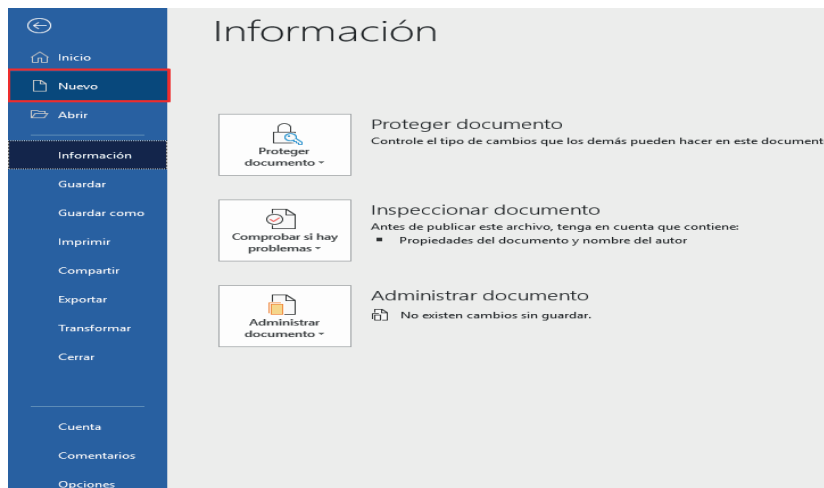 Información
Inicio
Nuevo
Abrir
Información
Guardar
Guardar como
Imprimir
Compartir
Exportar
Transformar
Cerrar
Cuenta
Comentarios
Opciones
Proteger
documento
Proteger documento
Controle el tipo de cambios que los demás pueden hacer en este document
Comprobar si hay
problemas
Inspeccionar documento
Antes de publicar este archivo, tenga en cuenta que contiene:
▪ Propiedades del documento y nombre del autor
Administrar
documento
Administrar documento
No existen cambios sin guardar.